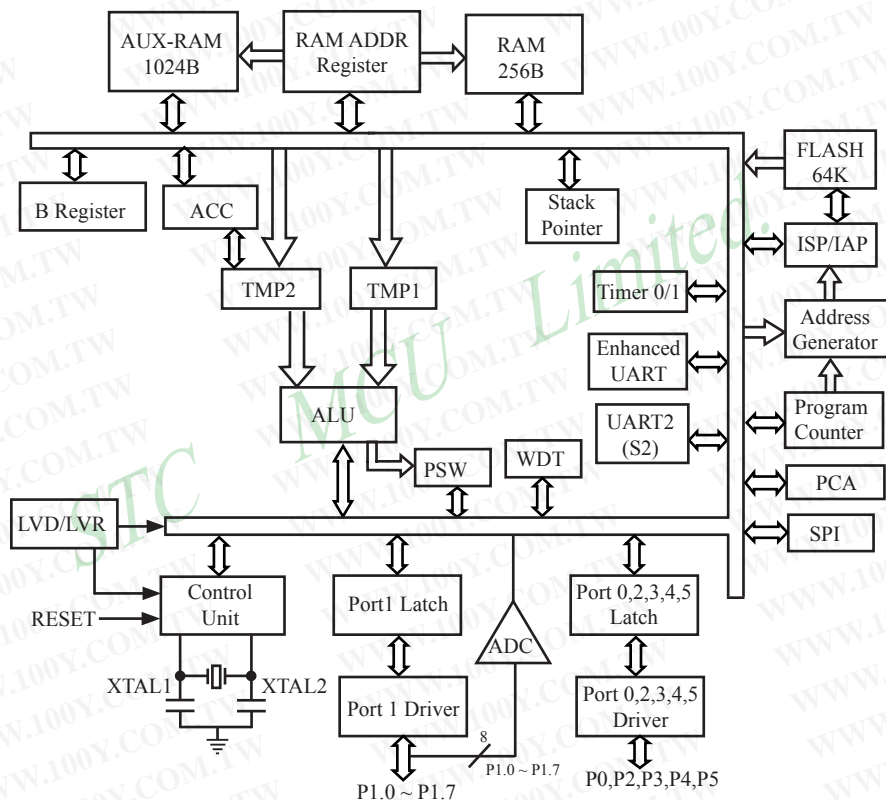 AUX-RAM
1024B
RAM ADDR
Register
RAM
256B
FLASH
64K
B Register
ACC
Stack
Pointer
ISP/IAP
TMP2
TMP1
Timer 0/1
Address
Generator
Enhanced
UART
ALU
UART2
(S2)
Program
Counter
PSW
WDT
PCA
LVD/LVR
SPI
Control
Unit
Port1 Latch
Port 0,2,3,4,5
Latch
RESET
ADC
XTAL1
XTAL2
Port 1 Driver
Port 0,2,3,4,5
Driver
8
P1.0 ~ P1.7
P1.0 ~ P1.7
P0,P2,P3,P4,P5
STC MCU Limited.
WWW.100Y.COM.TW